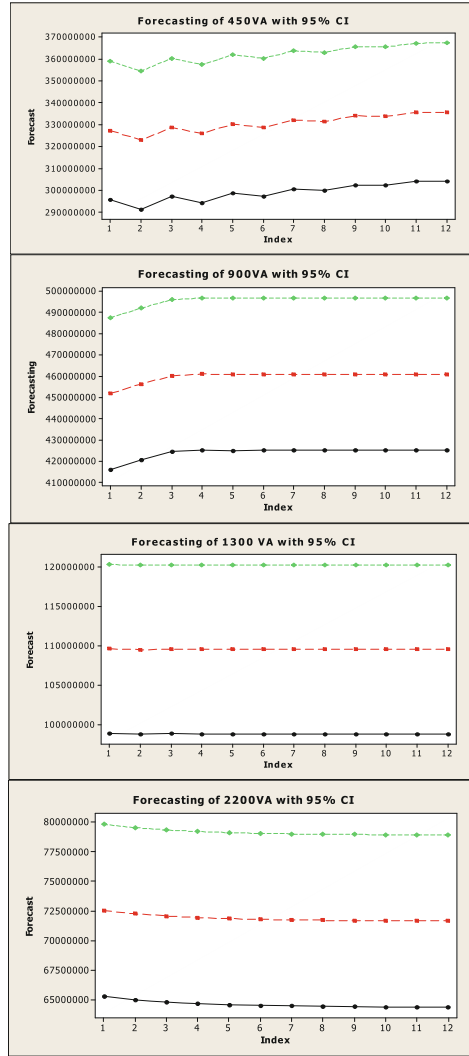 Forecasting of 450VA with 95% CI
370000000
360000000
350000000
340000000
330000000
320000000
310000000
300000000
290000000
Forecast
1 2 3 4 5 6 7 8 9 10 11 12
Index
Forecasting of 900VA with 95% CI
500000000
490000000
480000000
470000000
460000000
450000000
440000000
430000000
420000000
410000000
Forecasting
1 2 3 4 5 6 7 8 9 10 11 12
Index
Forecasting of 1300 VA with 95% CI
120000000
115000000
110000000
105000000
100000000
Forecast
1 2 3 4 5 6 7 8 9 10 11 12
Index
Forecasting of 2200VA with 95% CI
80000000
77500000
75000000
72500000
70000000
67500000
65000000
Forecast
1 2 3 4 5 6 7 8 9 10 11 12
Index